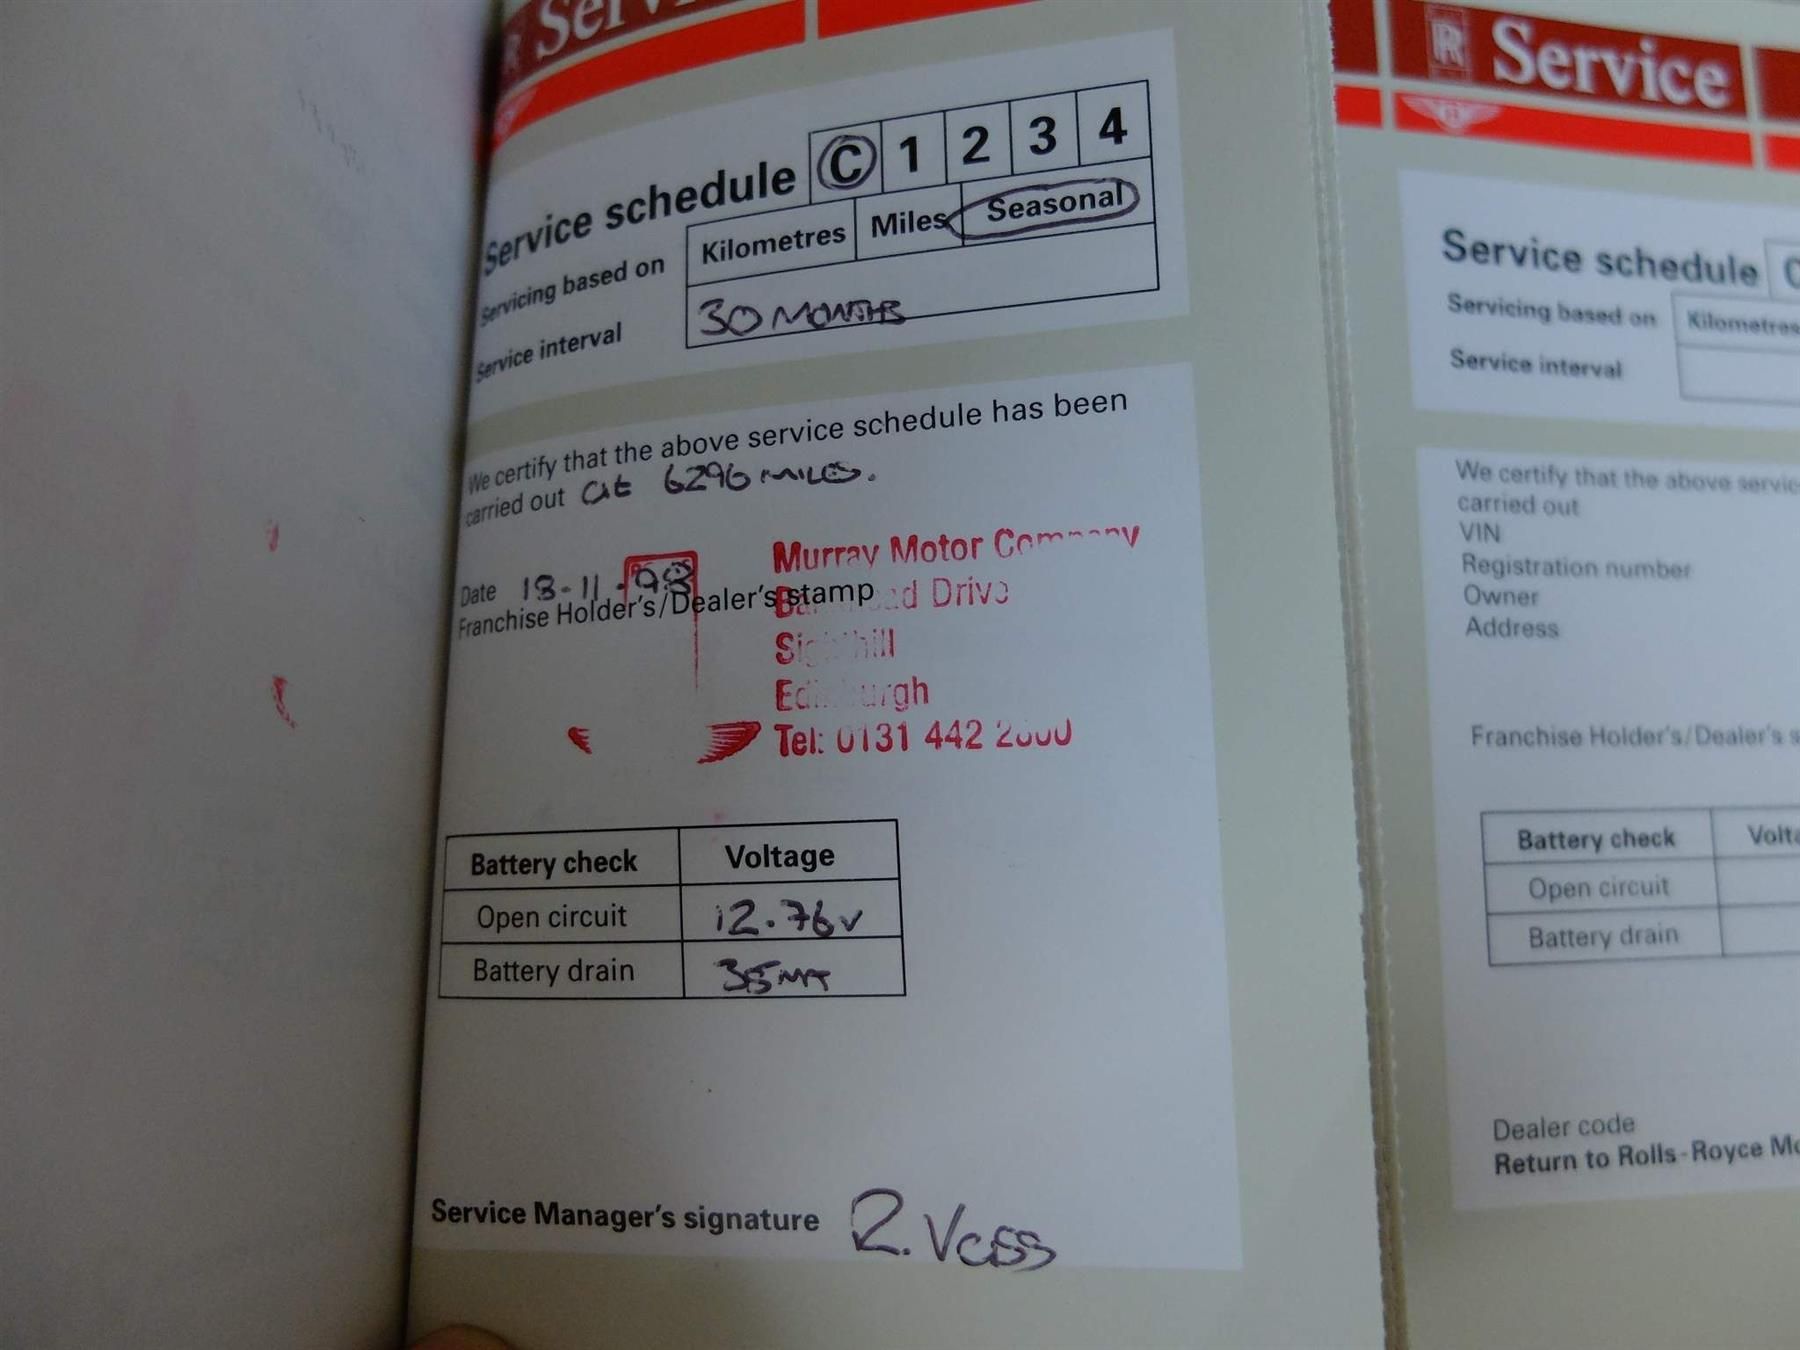 Service
Service schedule C 1 2 3 4
Servicing based on Kilometres Miles Seasonal
Service interval 30 MONTHS
We certify that the above service schedule has been
carried out at 6296 MILES.
Date 18-11-98
Franchise Holder's/Dealer's stamp
Murray Motor Company
Drive
Sighthill
Edinburgh
Tel: 0131 442 2800
Battery check Voltage
Open circuit 12.76v
Battery drain
Service Manager's signature R.
RR Service
B
Service schedule C
Servicing based on Kilometres
Service interval
We certify that the above
carried out
VIN
Registration number
Owner
Address
Franchise Holder's/Dealer's
Battery check
Open circuit
Battery drain
Dealer code
Return to Rolls-Royce